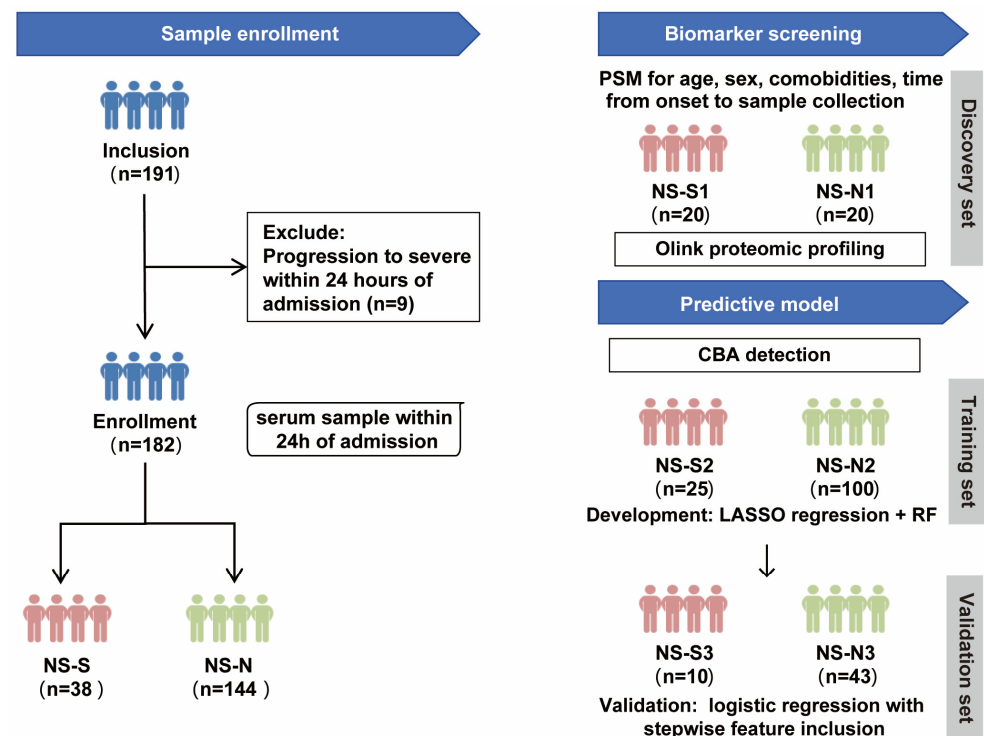 Sample enrollment
Inclusion
(n=191)
Exclude:
Progression to severe
within 24 hours of
admission (n=9)
Enrollment
(n=182)
serum sample within
24h of admission
NS-S
(n=38 )
NS-N
(n=144 )
Biomarker screening
PSM for age, sex, comobidities, time
from onset to sample collection
NS-S1
(n=20)
NS-N1
(n=20)
Olink proteomic profiling
Discovery set
Predictive model
CBA detection
NS-S2
(n=25)
NS-N2
(n=100)
Development: LASSO regression + RF
Training set
NS-S3
(n=10)
NS-N3
(n=43)
Validation: logistic regression with
stepwise feature inclusion
Validation set